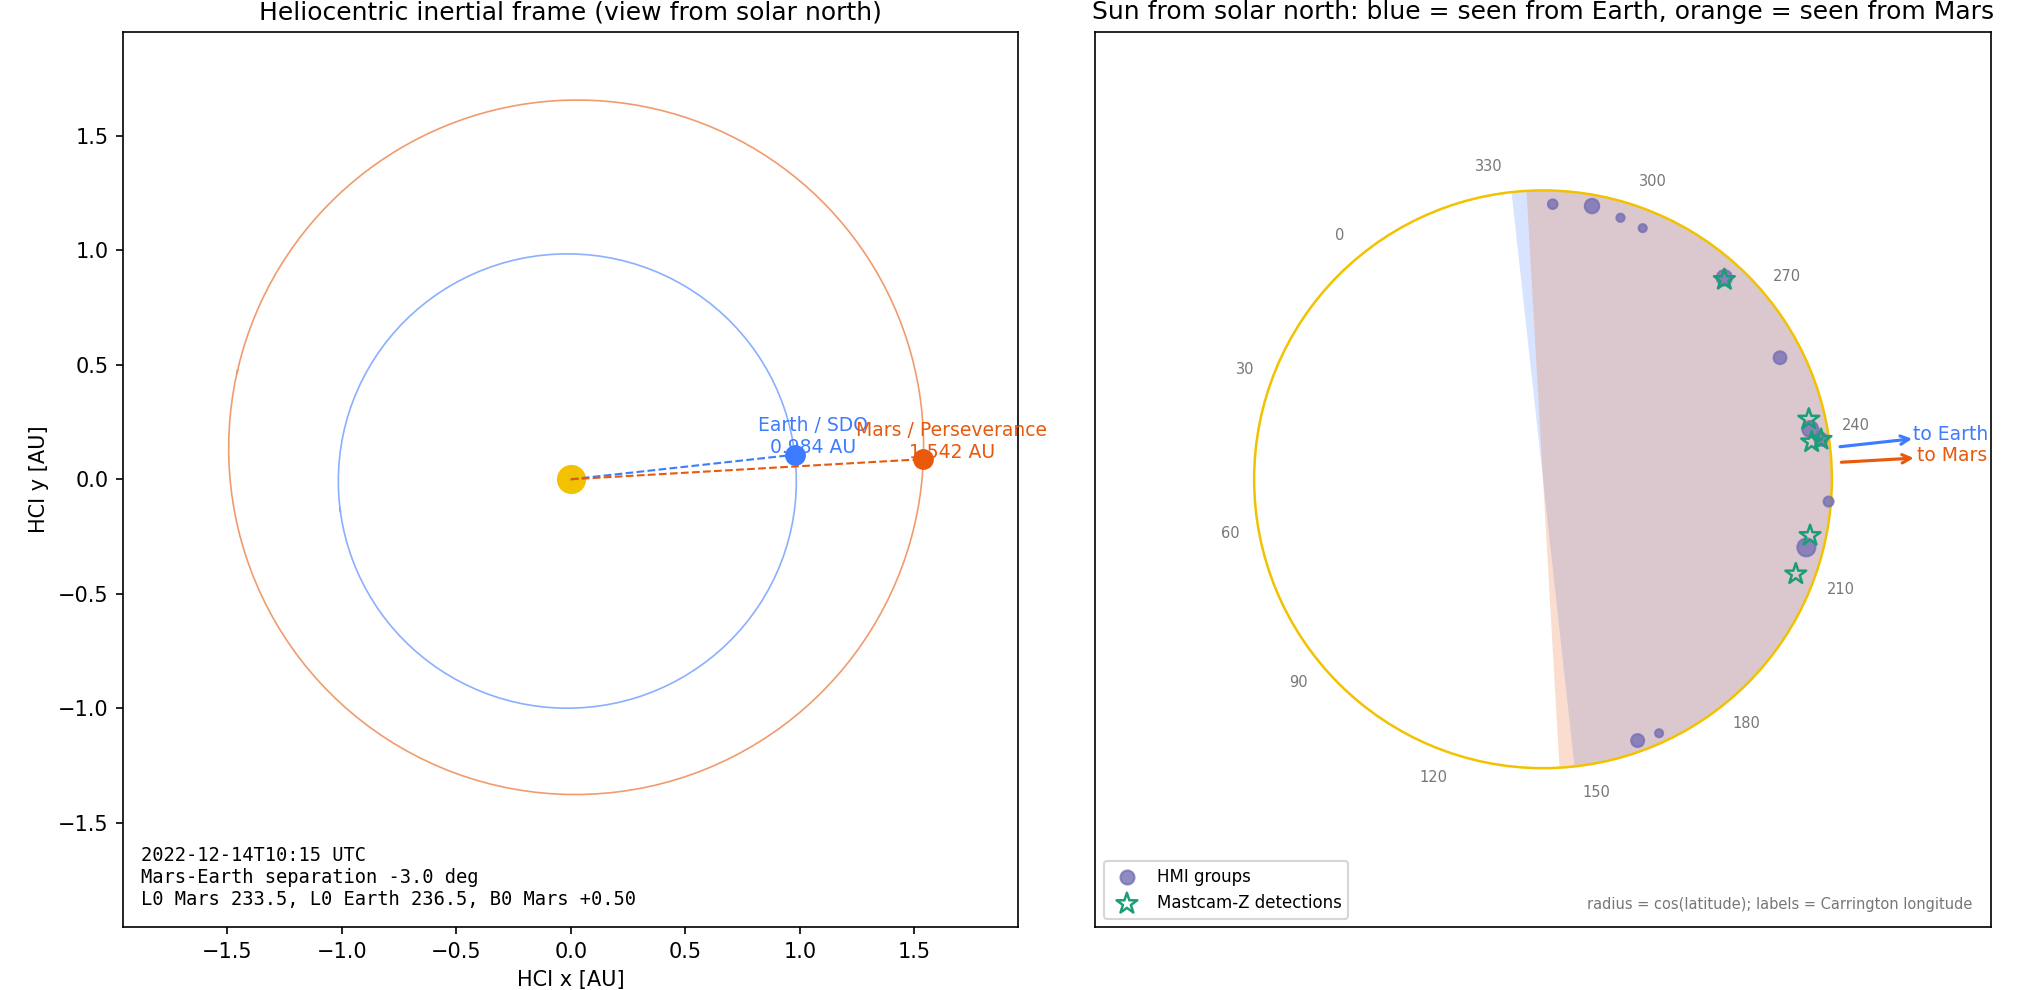 Heliocentric inertial frame (view from solar north)
HCI y [AU]
1.5
1.0
0.5
0.0
−0.5
−1.0
−1.5
Earth / SDO
0.984 AU
Mars / Perseverance
1.542 AU
2022-12-14T10:15 UTC
Mars-Earth separation -3.0 deg
L0 Mars 233.5, L0 Earth 236.5, B0 Mars +0.50
−1.5 −1.0 −0.5 0.0 0.5 1.0 1.5
HCI x [AU]
Sun from solar north: blue = seen from Earth, orange = seen from Mars
330
300
0
270
30
240
to Earth
to Mars
60
210
90
180
120
150
HMI groups
Mastcam-Z detections
radius = cos(latitude); labels = Carrington longitude